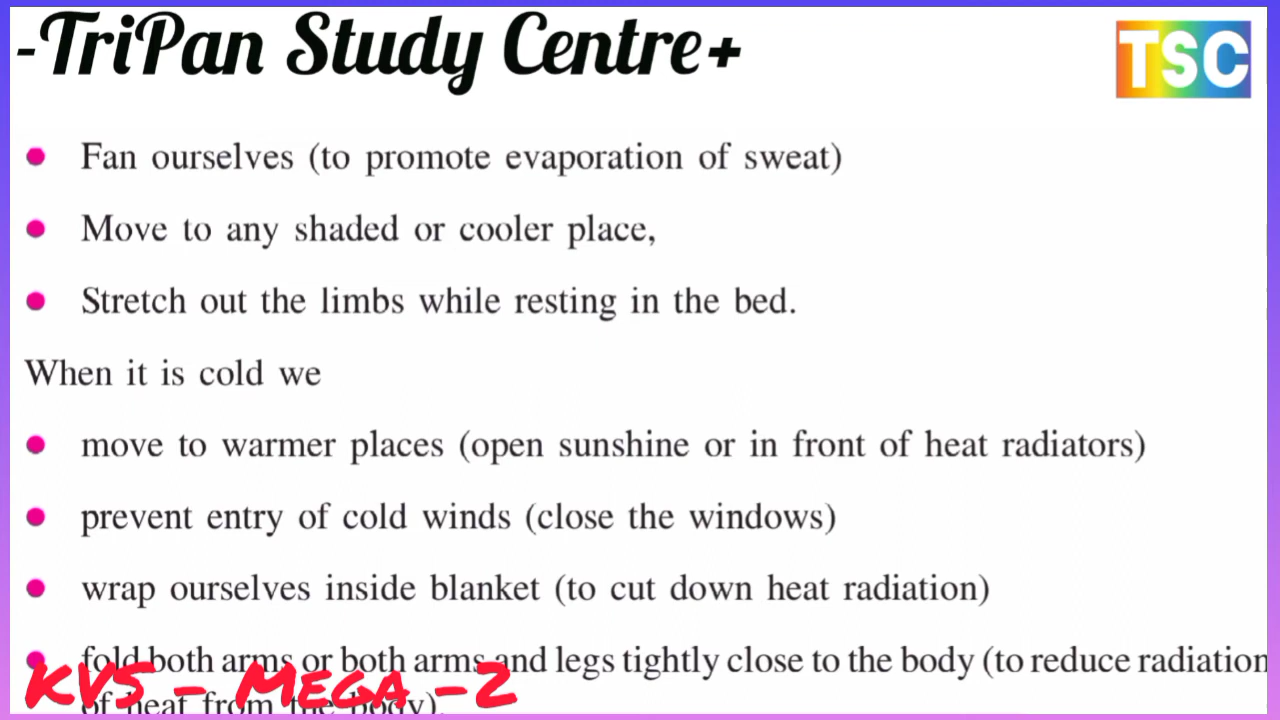 -TriPan Study Centre+
TSC
• Fan ourselves (to promote evaporation of sweat)
• Move to any shaded or cooler place,
• Stretch out the limbs while resting in the bed.
When it is cold we
• move to warmer places (open sunshine or in front of heat radiators)
• prevent entry of cold winds (close the windows)
• wrap ourselves inside blanket (to cut down heat radiation)
• fold both arms or both arms and legs tightly close to the body (to reduce radiation
of heat from the body).
KVS - MEGA -2